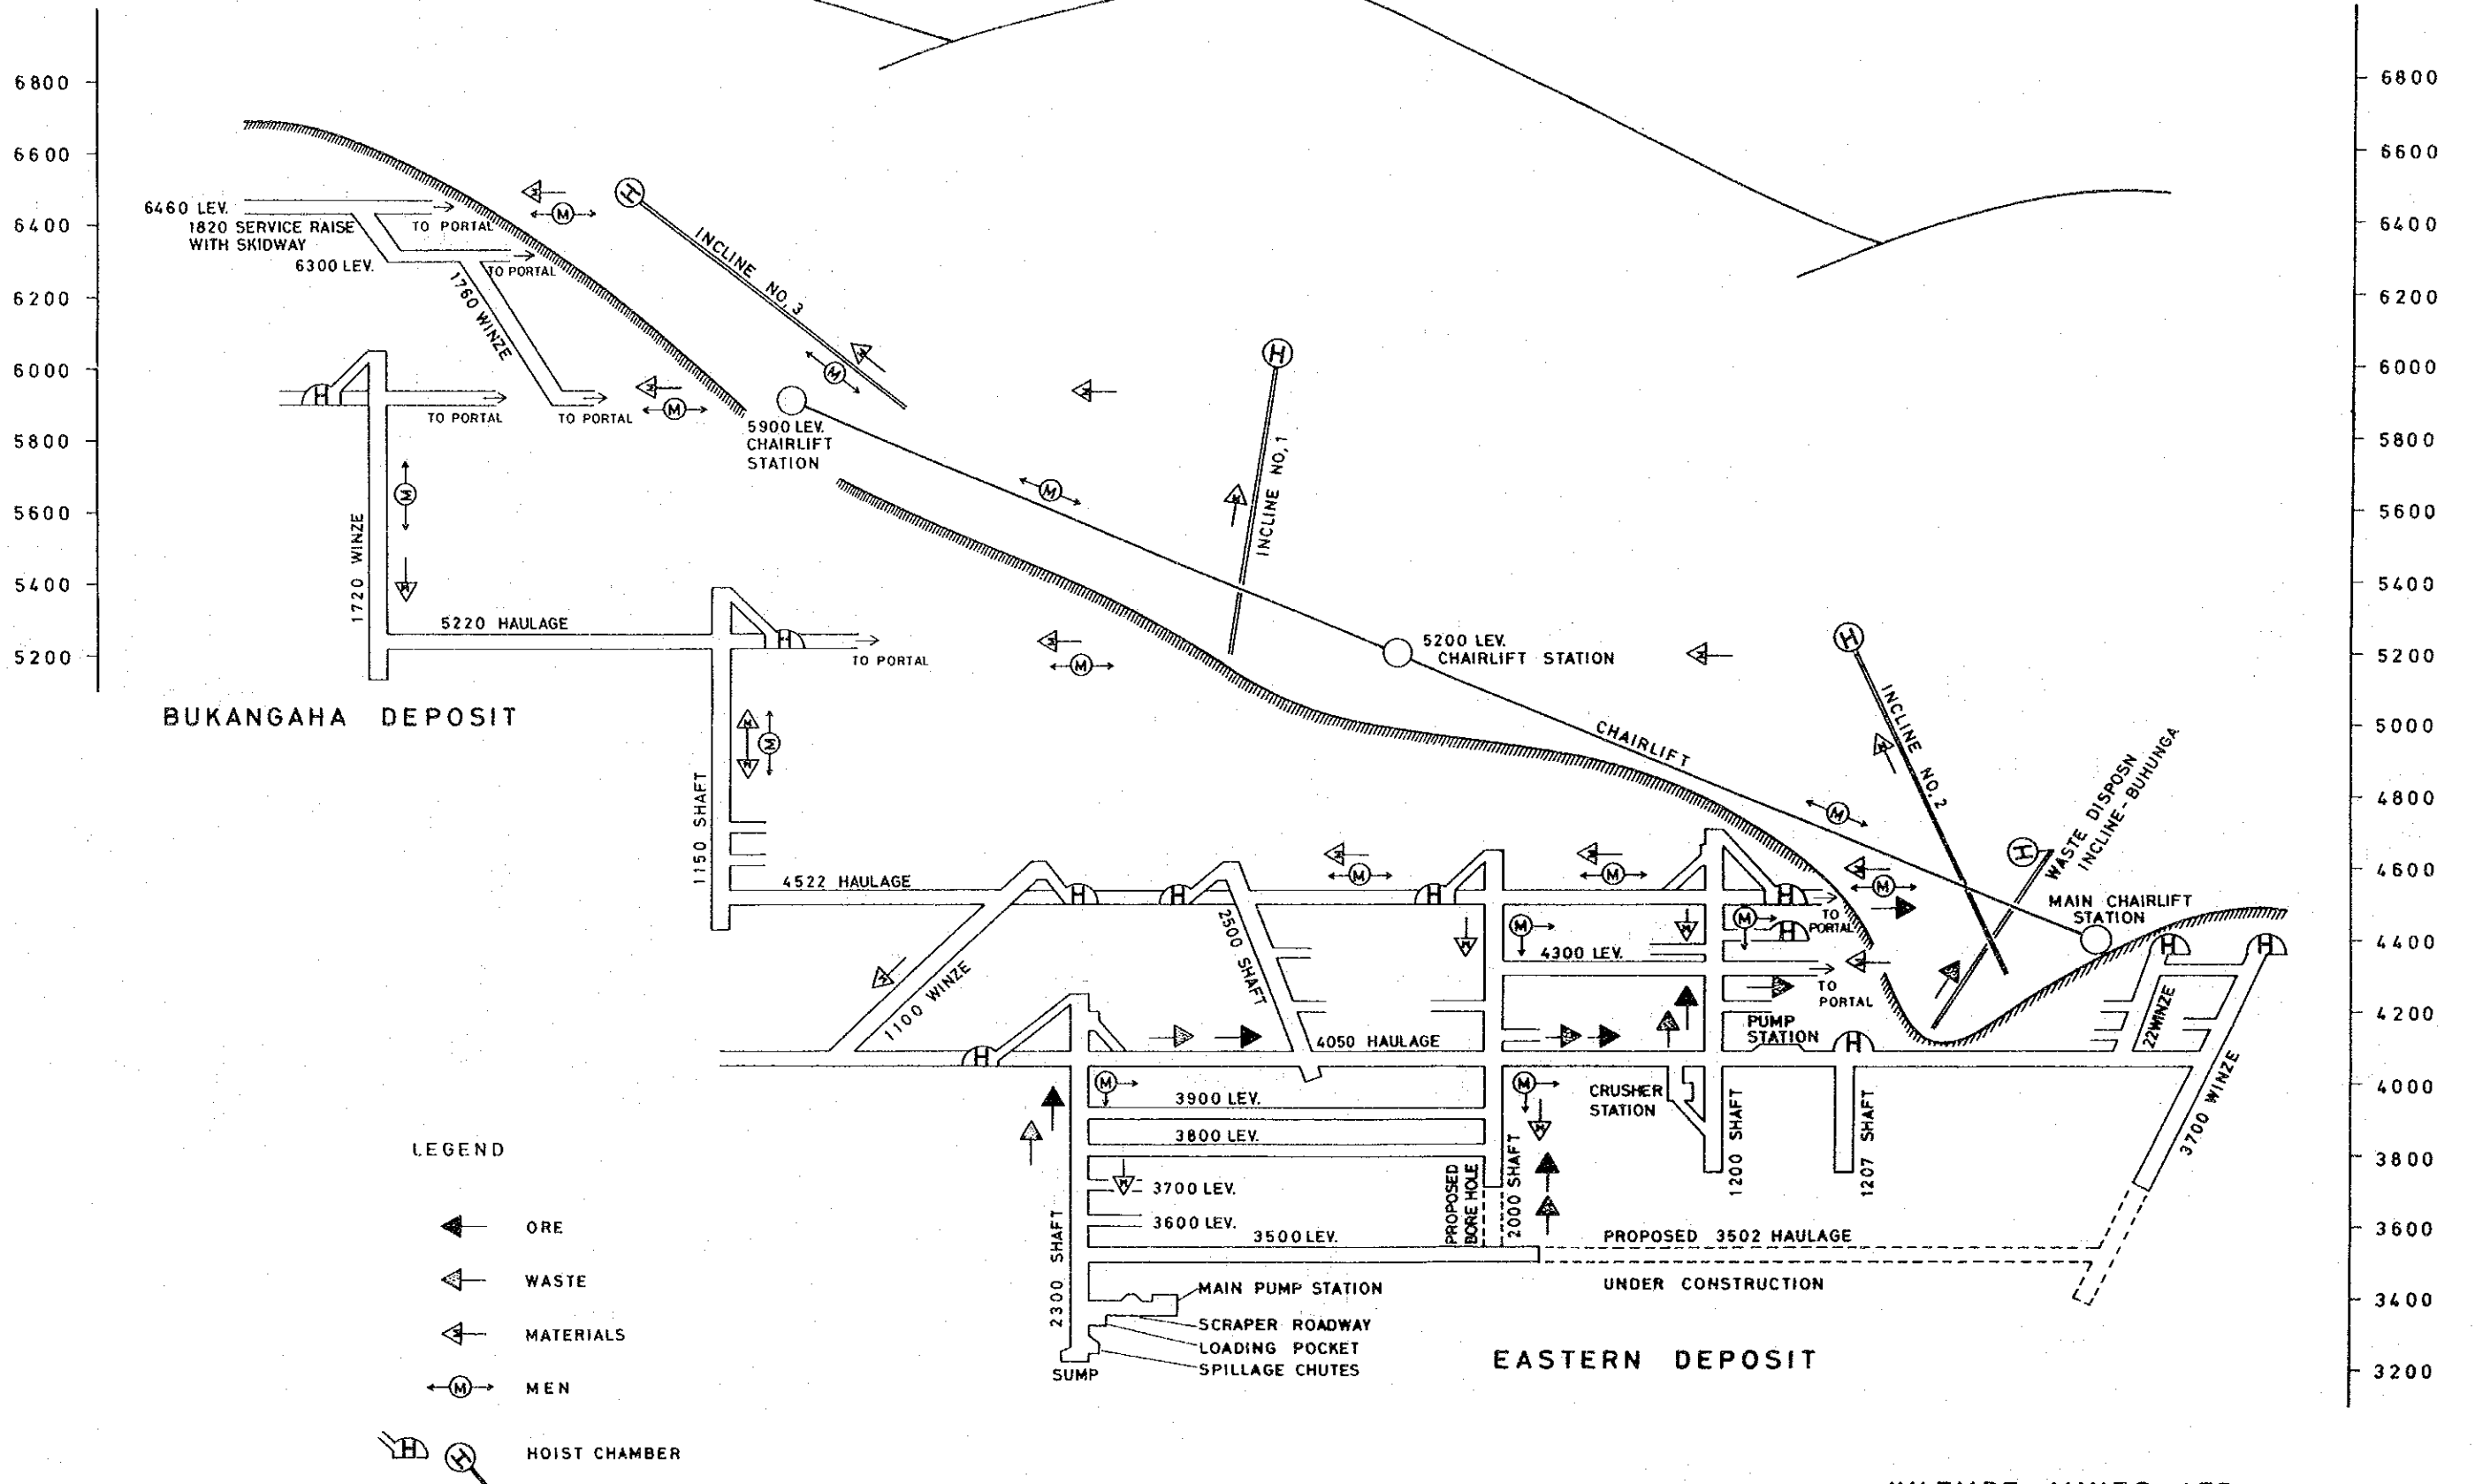 6800
6600
6400
6200
6000
5800
5600
5400
5200
6800
6600
6400
6200
6000
5800
5600
5400
5200
5000
4800
4600
4400
4200
4000
3800
3600
3400
3200
6460 LEV.
1820 SERVICE RAISE
WITH SKIDWAY
TO PORTAL
6300 LEV.
TO PORTAL
1760 WINZE
H
TO PORTAL
TO PORTAL
M
M
M
H
INCLINE NO, 3
M
5900 LEV.
CHAIRLIFT
STATION
M
H
INCLINE NO, 1
1720 WINZE
M
5220 HAULAGE
H
TO PORTAL
M
BUKANGAHA DEPOSIT
5200 LEV.
CHAIRLIFT STATION
CHAIRLIFT
H
INCLINE NO, 2
M
H
WASTE DISPOSN
INCLINE - BUHUNGA
MAIN CHAIRLIFT
STATION
1150 SHAFT
M
4522 HAULAGE
H
H
H
H
M
M
M
2500 SHAFT
M
M
H
TO
PORTAL
4300 LEV.
TO
PORTAL
H
H
22 WINZE
1100 WINZE
H
4050 HAULAGE
PUMP
STATION
H
3700 WINZE
M
M
3900 LEV.
3800 LEV.
3700 LEV.
3600 LEV.
3500 LEV.
CRUSHER
STATION
1200 SHAFT
1207 SHAFT
2000 SHAFT
PROPOSED
BORE HOLE
2300 SHAFT
PROPOSED 3502 HAULAGE
UNDER CONSTRUCTION
MAIN PUMP STATION
SCRAPER ROADWAY
LOADING POCKET
SPILLAGE CHUTES
SUMP
EASTERN DEPOSIT
LEGEND
ORE
WASTE
MATERIALS
M MEN
H H HOIST CHAMBER